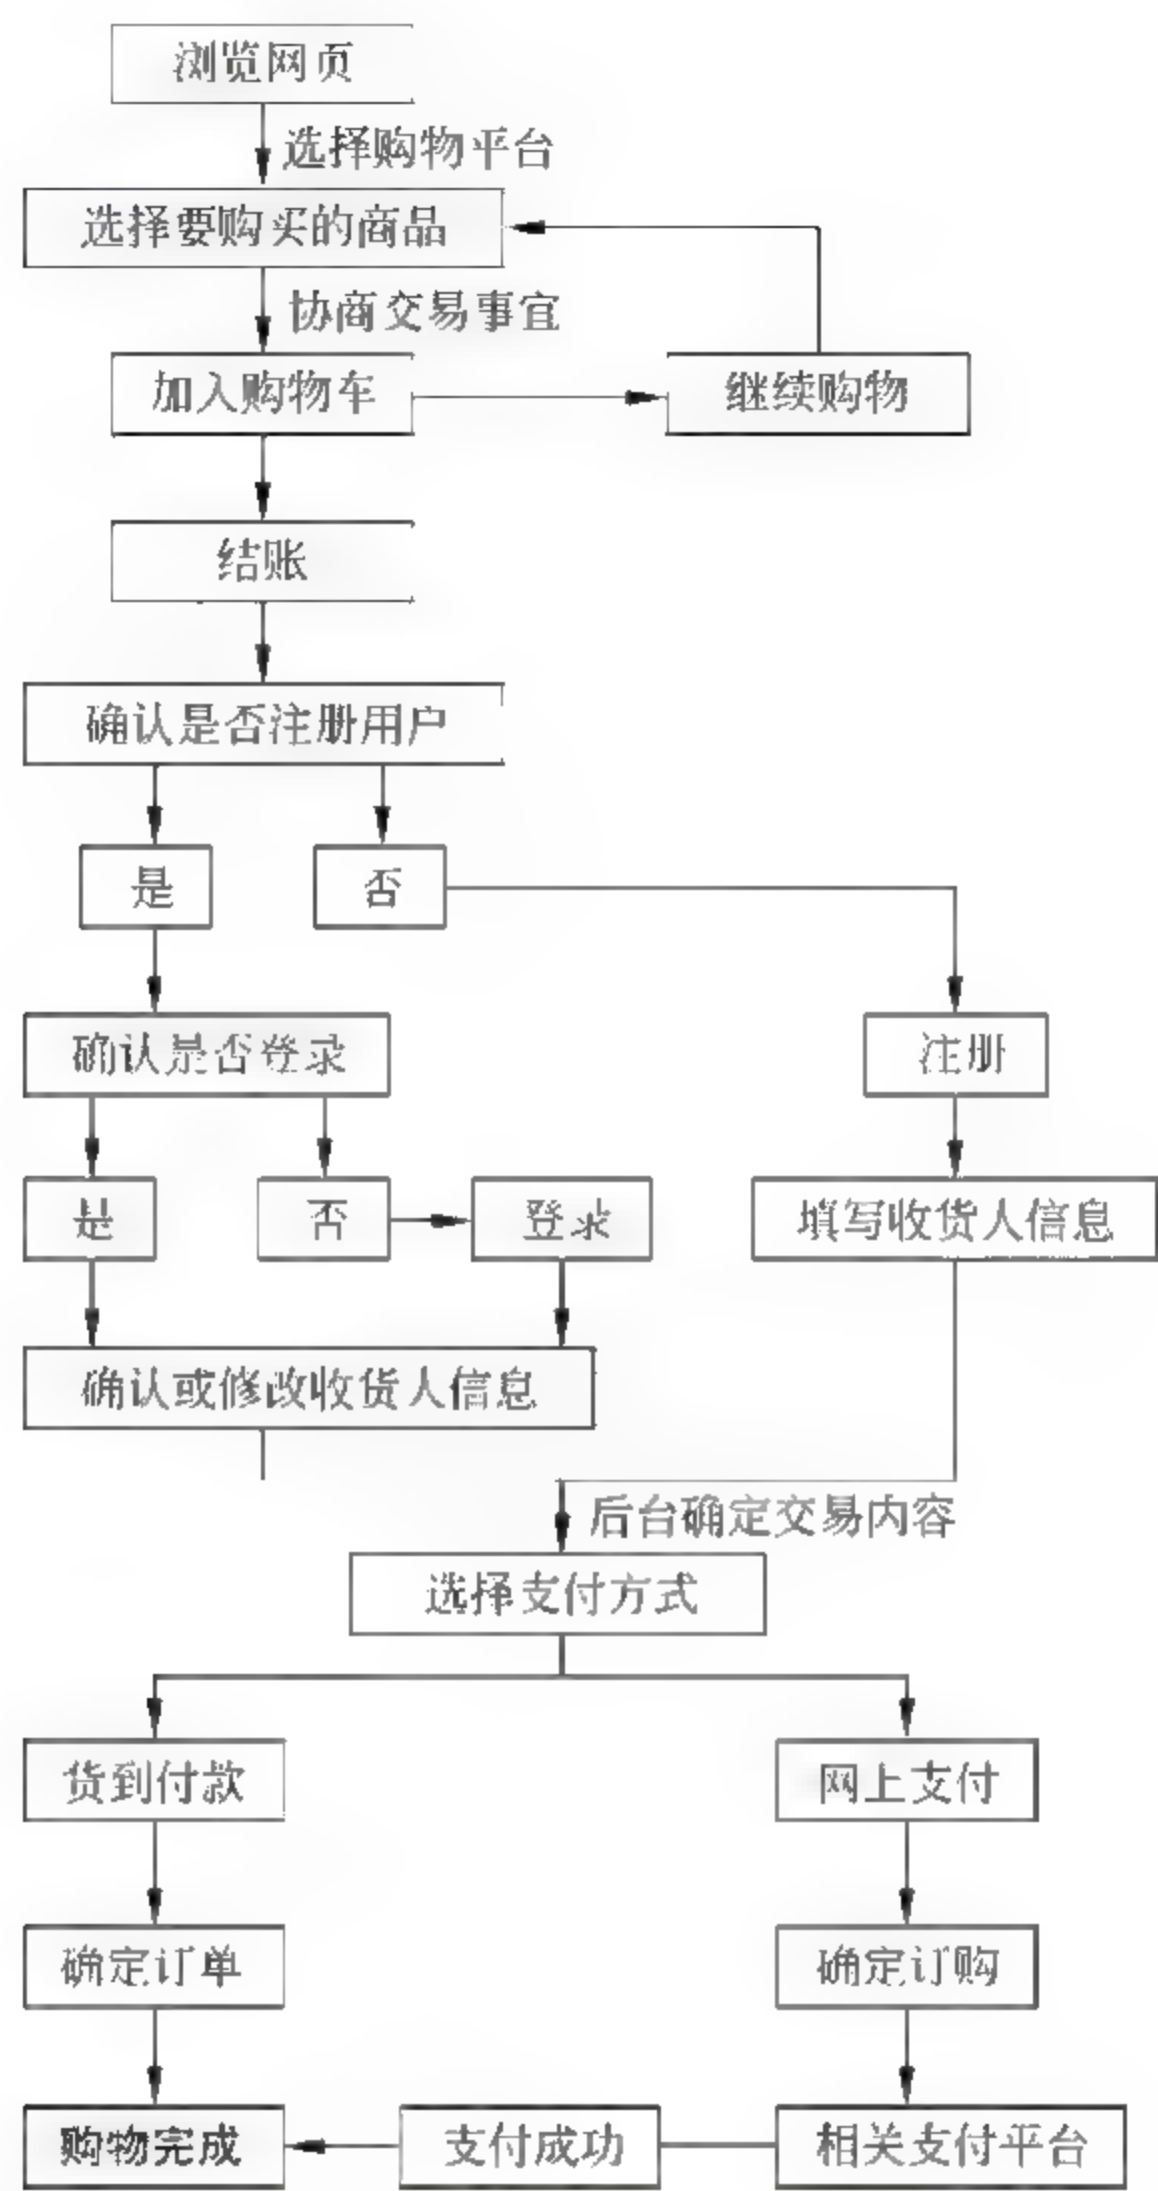 浏览网页
选择购物平台
选择要购买的商品
协商交易事宜
加入购物车
继续购物
结账
确认是否注册用户
是
否
确认是否登录
注册
是
否
登录
填写收货人信息
确认或修改收货人信息
后台确定交易内容
选择支付方式
货到付款
网上支付
确定订单
确定订购
购物完成
支付成功
相关支付平台